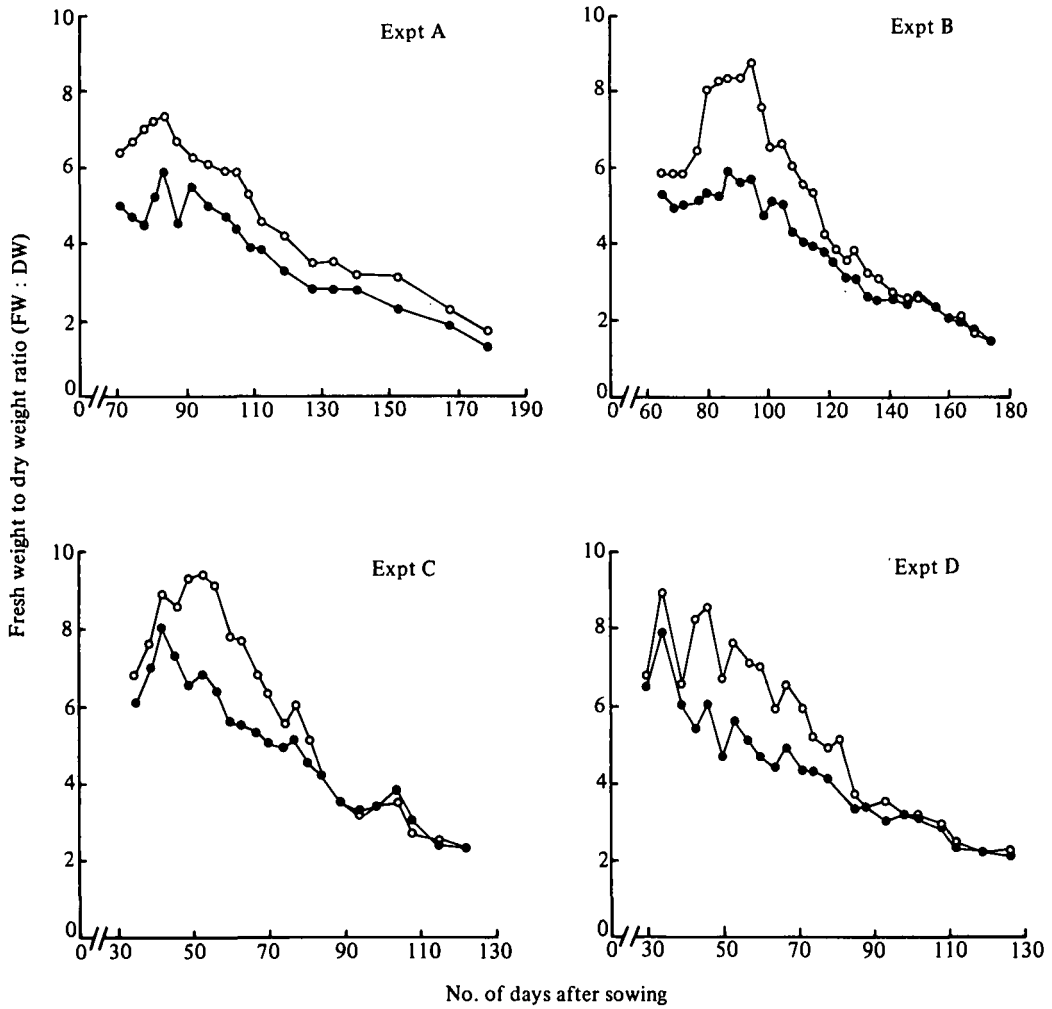 Fresh weight to dry weight ratio (FW : DW)
Expt A
10
8
6
4
2
0
0 70 90 110 130 150 170 190
Expt B
10
8
6
4
2
0
0 60 80 100 120 140 160 180
Expt C
10
8
6
4
2
0
0 30 50 70 90 110 130
Expt D
10
8
6
4
2
0
0 30 50 70 90 110 130
No. of days after sowing